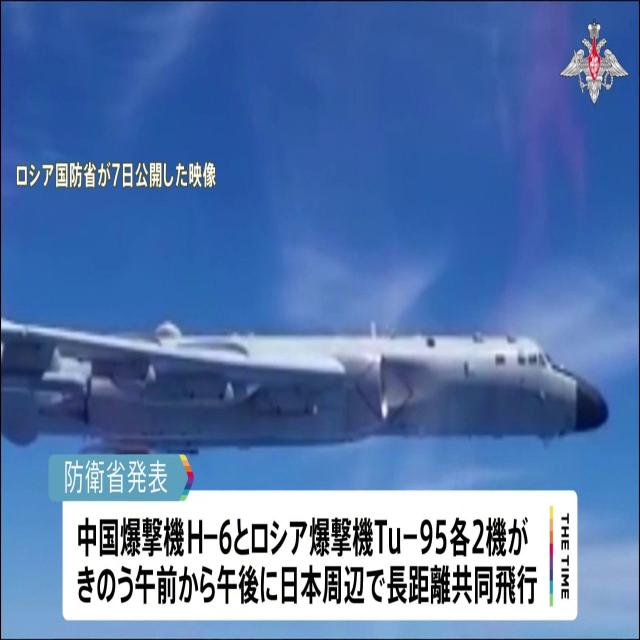 ロシア国防省が7日公開した映像
防衛省発表
中国爆撃機H-6とロシア爆撃機Tu-95各2機が
きのう午前から午後に日本周辺で長距離共同飛行
THE TIME